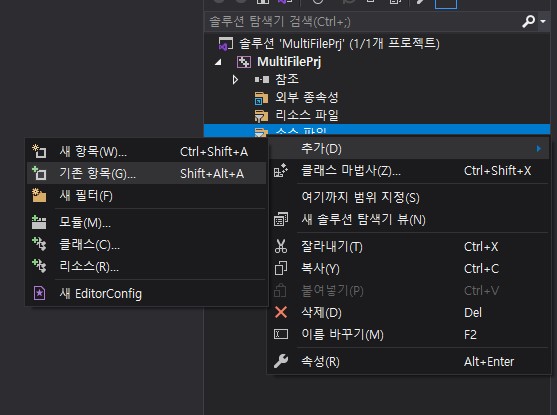 솔루션 탐색기 검색(Ctrl+;)
솔루션 'MultiFilePrj' (1/1개 프로젝트)
MultiFilePrj
참조
외부 종속성
리소스 파일
소스 파일
새 항목(W)... Ctrl+Shift+A
기존 항목(G)... Shift+Alt+A
새 필터(F)
모듈(M)...
클래스(C)...
리소스(R)...
새 EditorConfig
추가(D)
클래스 마법사(Z)... Ctrl+Shift+X
여기까지 범위 지정(S)
새 솔루션 탐색기 뷰(N)
잘라내기(T) Ctrl+X
복사(Y) Ctrl+C
붙여넣기(P) Ctrl+V
삭제(D) Del
이름 바꾸기(M) F2
속성(R) Alt+Enter